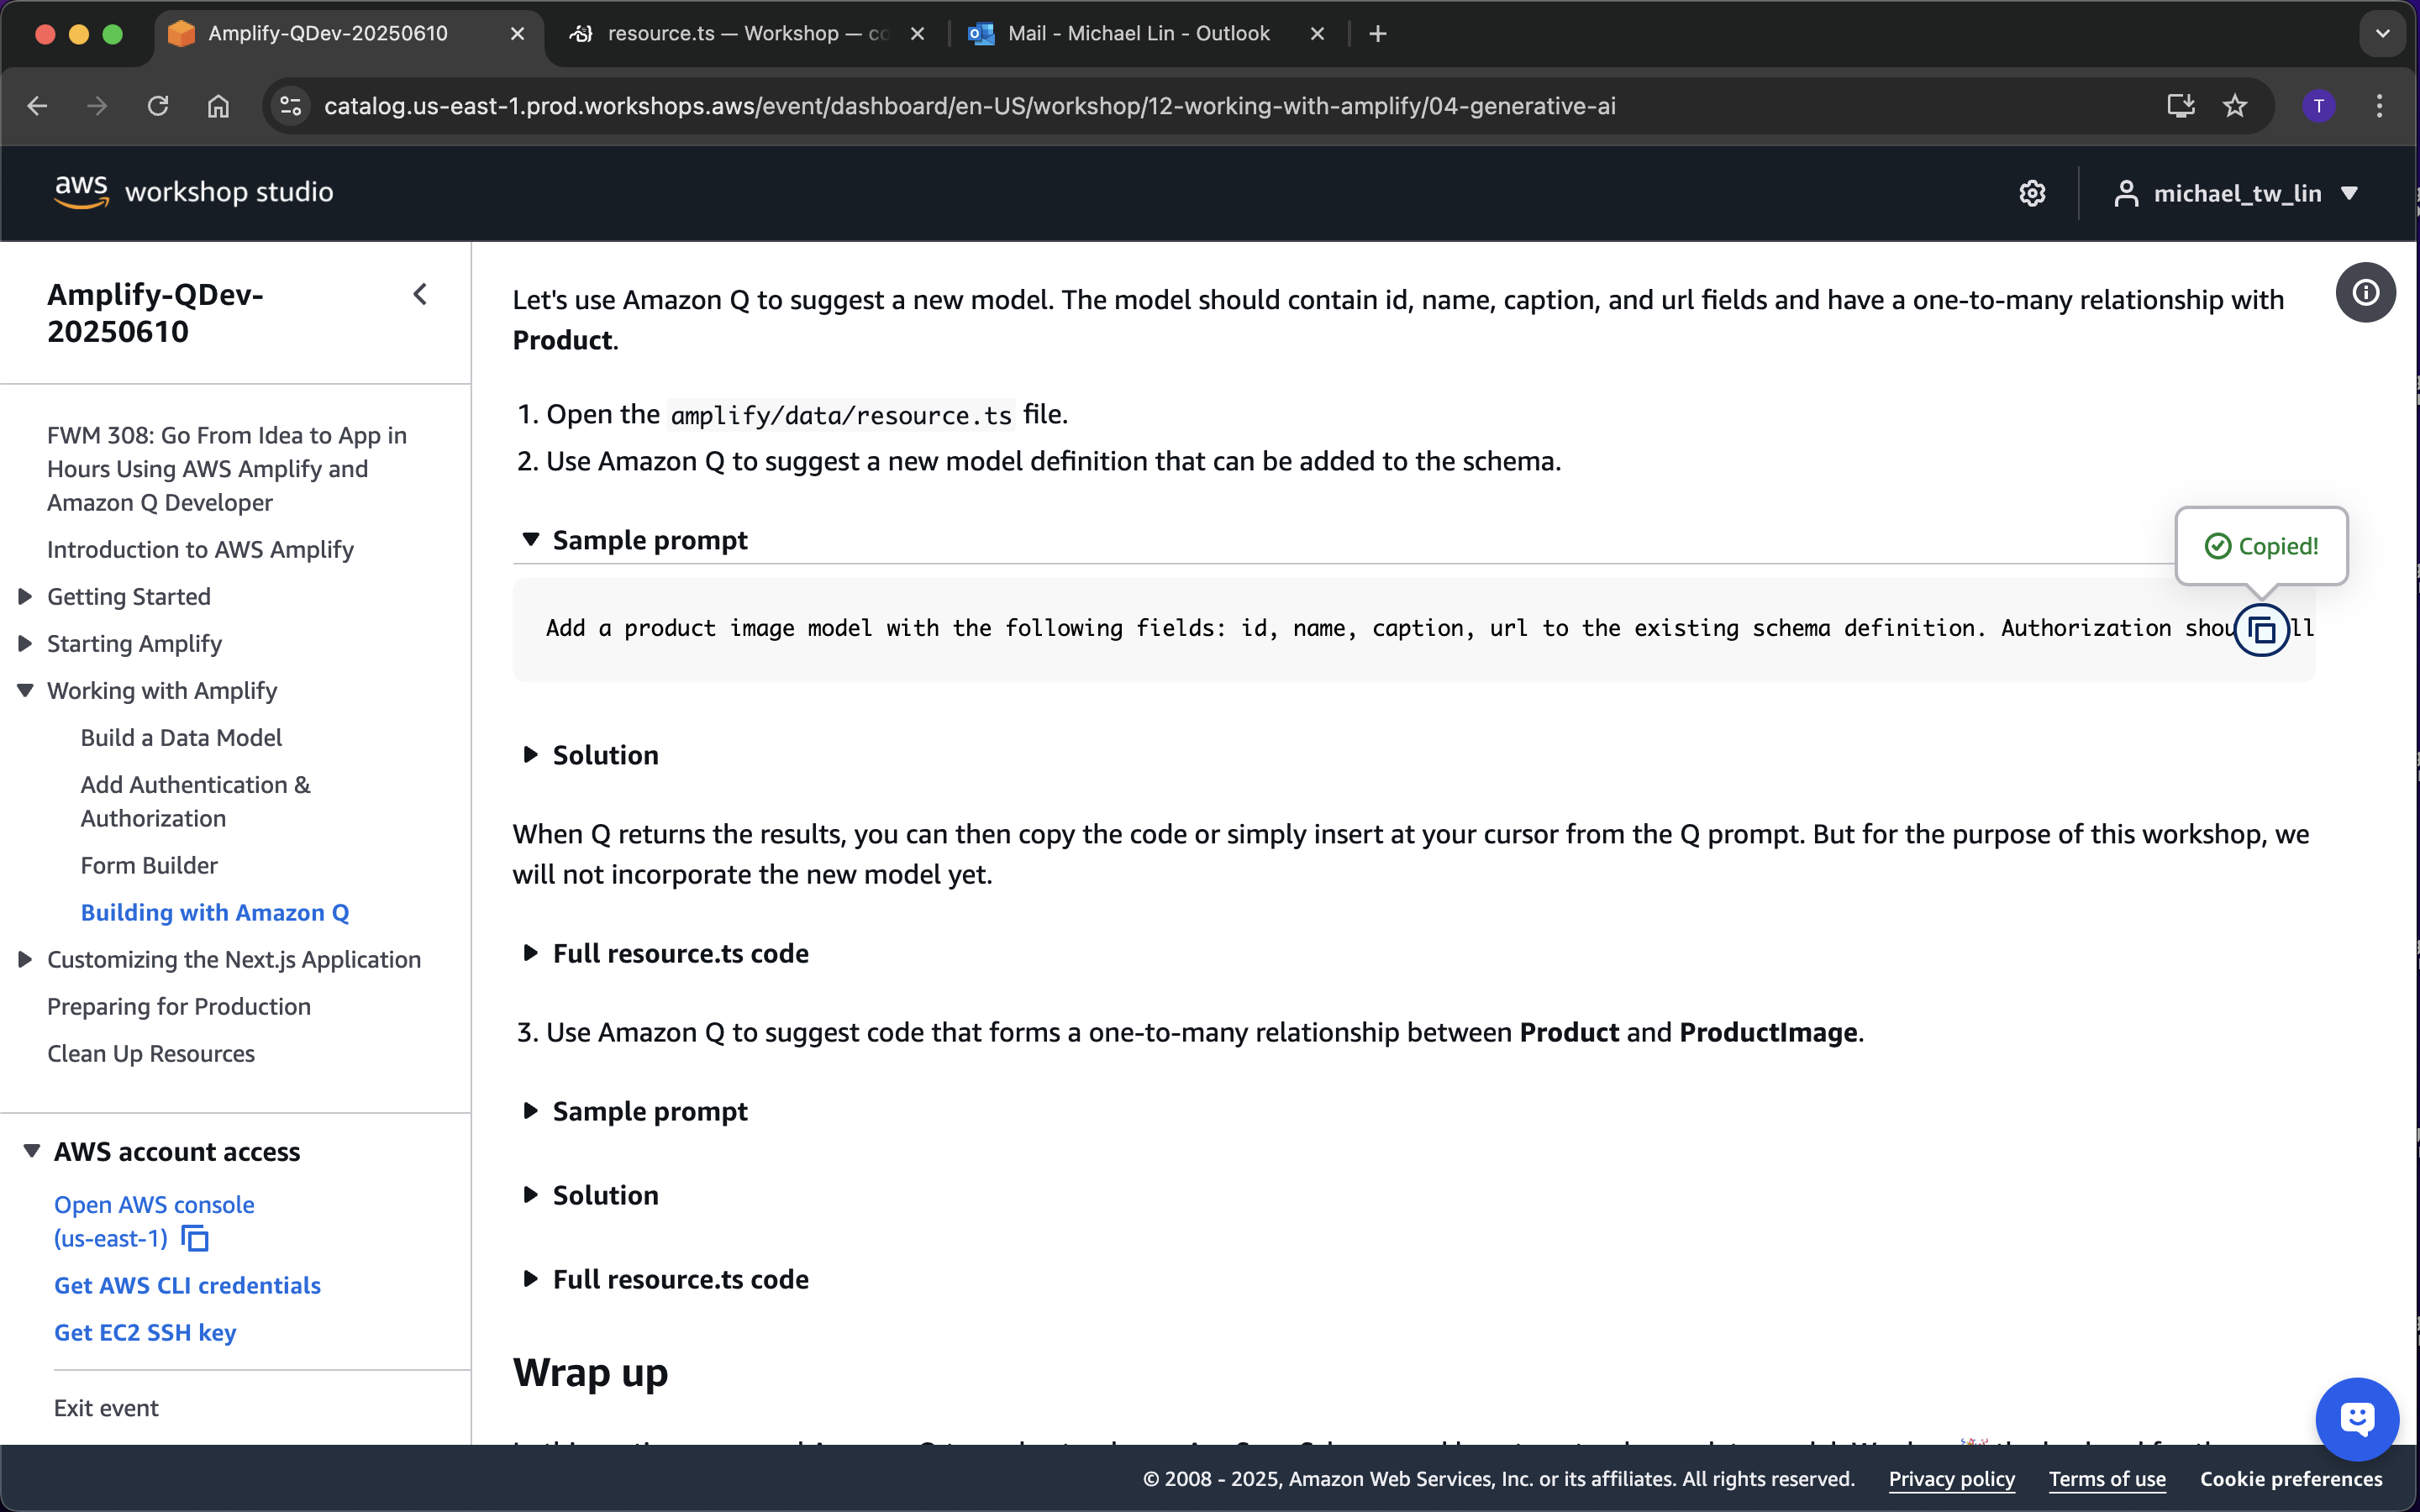 Amplify-QDev-20250610
resource.ts — Workshop — co
Mail - Michael Lin - Outlook
catalog.us-east-1.prod.workshops.aws/event/dashboard/en-US/workshop/12-working-with-amplify/04-generative-ai
T
aws workshop studio
michael_tw_lin
Amplify-QDev-
20250610
FWM 308: Go From Idea to App in
Hours Using AWS Amplify and
Amazon Q Developer
Introduction to AWS Amplify
Getting Started
Starting Amplify
Working with Amplify
Build a Data Model
Add Authentication &
Authorization
Form Builder
Building with Amazon Q
Customizing the Next.js Application
Preparing for Production
Clean Up Resources
AWS account access
Open AWS console
(us-east-1)
Get AWS CLI credentials
Get EC2 SSH key
Exit event
Let's use Amazon Q to suggest a new model. The model should contain id, name, caption, and url fields and have a one-to-many relationship with
Product.
1. Open the amplify/data/resource.ts file.
2. Use Amazon Q to suggest a new model definition that can be added to the schema.
Sample prompt
Copied!
Add a product image model with the following fields: id, name, caption, url to the existing schema definition. Authorization shou ll
Solution
When Q returns the results, you can then copy the code or simply insert at your cursor from the Q prompt. But for the purpose of this workshop, we
will not incorporate the new model yet.
Full resource.ts code
3. Use Amazon Q to suggest code that forms a one-to-many relationship between Product and ProductImage.
Sample prompt
Solution
Full resource.ts code
Wrap up
© 2008 - 2025, Amazon Web Services, Inc. or its affiliates. All rights reserved.
Privacy policy
Terms of use
Cookie preferences